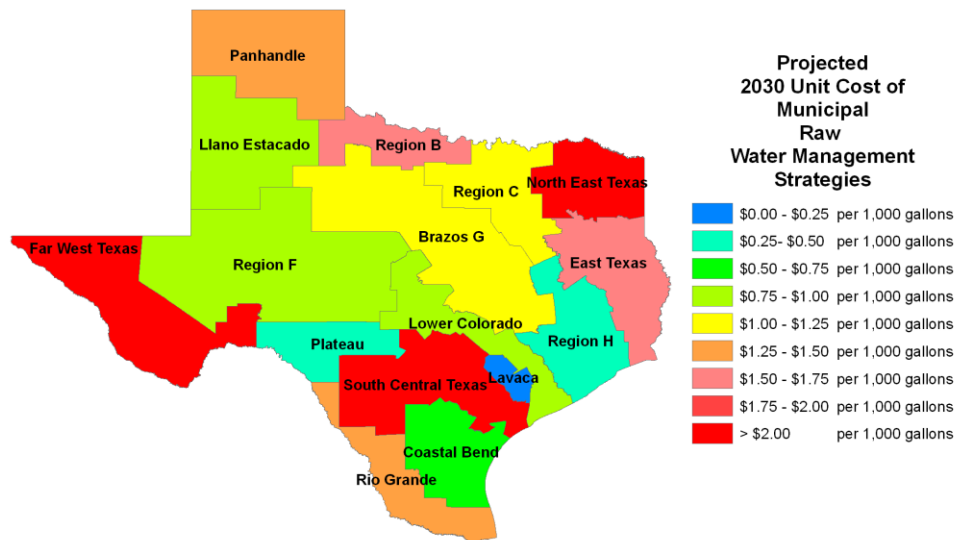 Panhandle
Llano Estacado
Region B
Region C
North East Texas
Brazos G
Far West Texas
Region F
East Texas
Lower Colorado
Plateau
Region H
South Central Texas
Lavaca
Coastal Bend
Rio Grande
Projected
2030 Unit Cost of
Municipal
Raw
Water Management
Strategies
$0.00 - $0.25 per 1,000 gallons
$0.25- $0.50 per 1,000 gallons
$0.50 - $0.75 per 1,000 gallons
$0.75 - $1.00 per 1,000 gallons
$1.00 - $1.25 per 1,000 gallons
$1.25 - $1.50 per 1,000 gallons
$1.50 - $1.75 per 1,000 gallons
$1.75 - $2.00 per 1,000 gallons
> $2.00 per 1,000 gallons